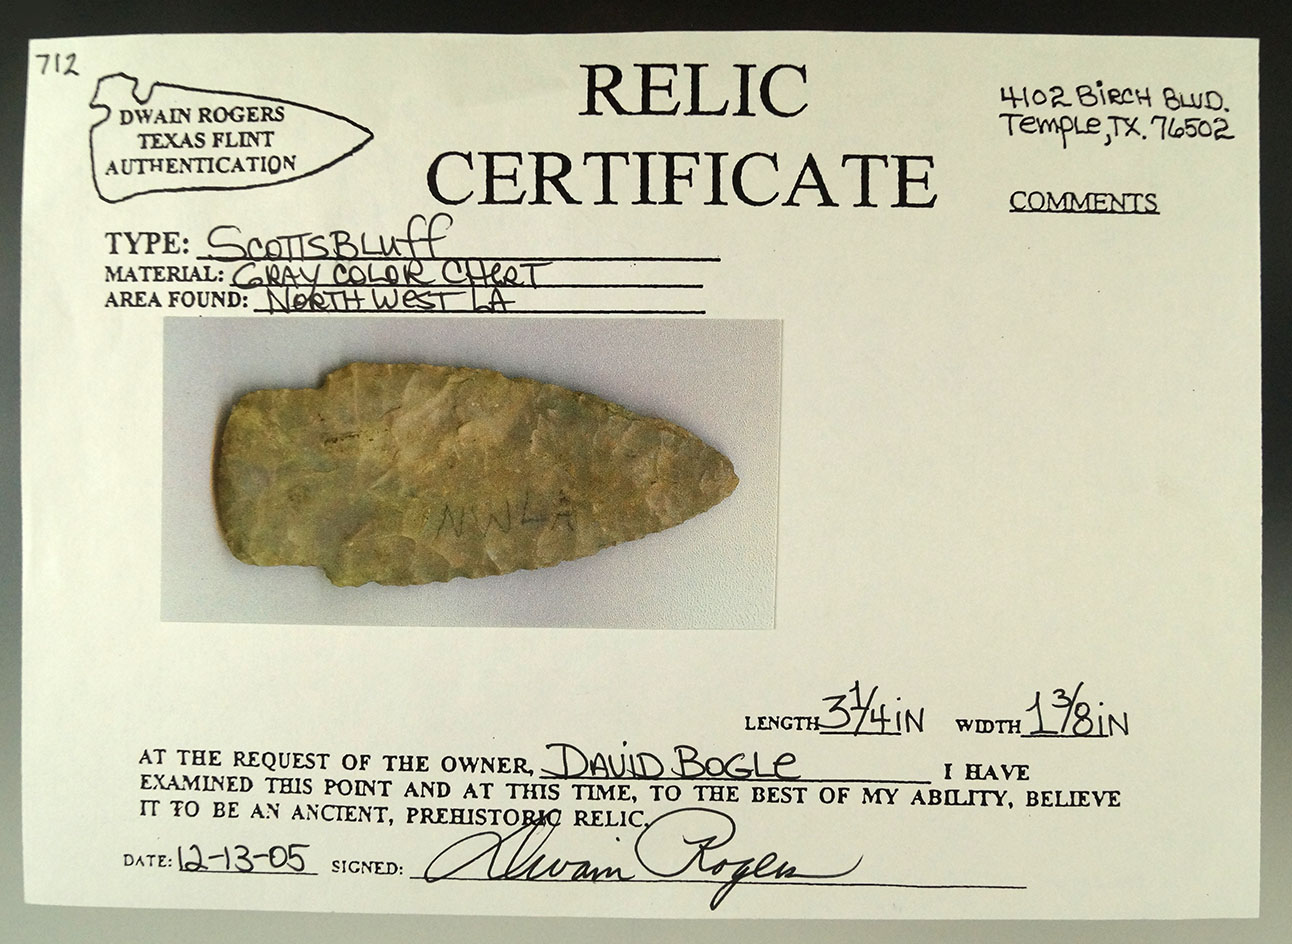 712
DWAIN ROGERS
TEXAS FLINT
AUTHENTICATION
RELIC
CERTIFICATE
4102 BiRCH BLVD.
Temple, TX. 76502
COMMENTS
TYPE: SCOTTSBLUff
MATERIAL: GRAY COLOR CHeRT
AREA FOUND: NORTH WEST LA
NWLA
LENGTH 3 1/4 iN WIDTH 1 3/8 iN
AT THE REQUEST OF THE OWNER, DAViD BOGLe I HAVE
EXAMINED THIS POINT AND AT THIS TIME, TO THE BEST OF MY ABILITY, BELIEVE
IT TO BE AN ANCIENT, PREHISTORIC RELIC.
DATE: 12-13-05 SIGNED: Dwain Rogers